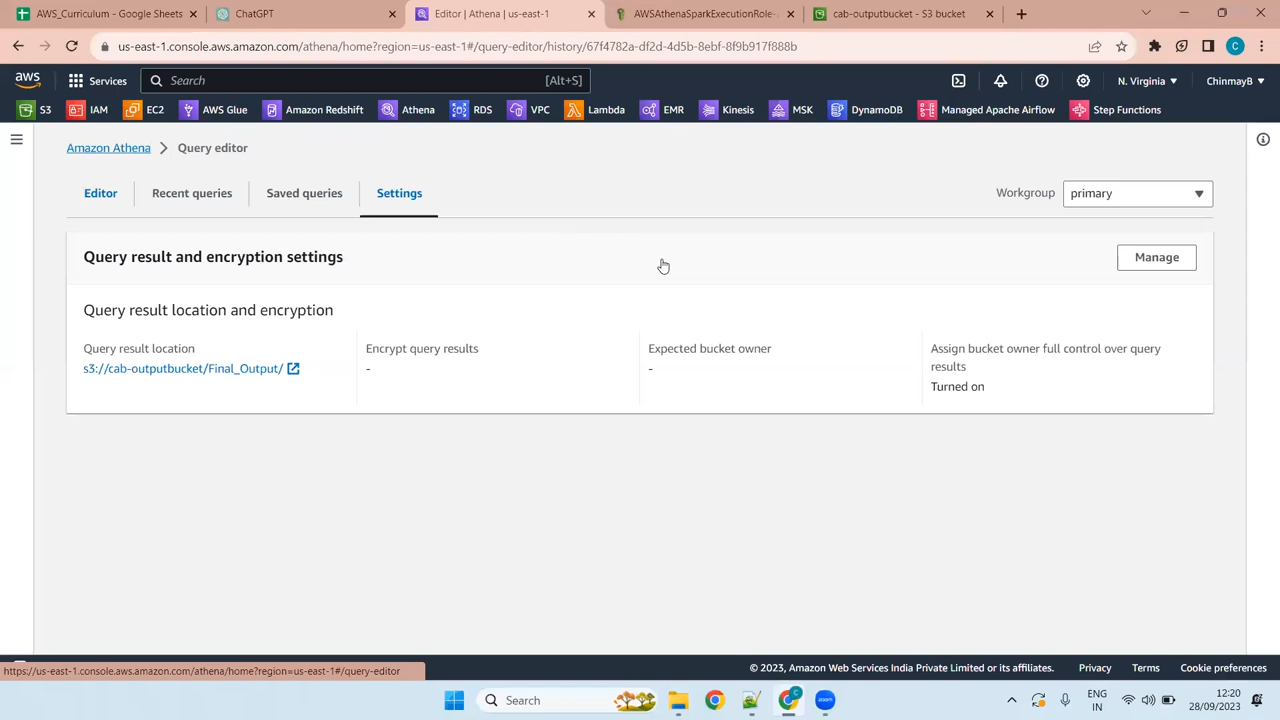 AWS_Curriculum - Google Sheets
ChatGPT
Editor | Athena | us-east-1
AWSAthenaSparkExecutionRole-
cab-outputbucket - S3 bucket
us-east-1.console.aws.amazon.com/athena/home?region=us-east-1#/query-editor/history/67f4782a-df2d-4d5b-8ebf-8f9b917f888b
C
aws
Services
Search
[Alt+S]
N. Virginia
ChinmayB
S3
IAM
EC2
AWS Glue
Amazon Redshift
Athena
RDS
VPC
Lambda
EMR
Kinesis
MSK
DynamoDB
Managed Apache Airflow
Step Functions
Amazon Athena
Query editor
Editor
Recent queries
Saved queries
Settings
Workgroup
primary
Query result and encryption settings
Manage
Query result location and encryption
Query result location
s3://cab-outputbucket/Final_Output/
Encrypt query results
-
Expected bucket owner
-
Assign bucket owner full control over query
results
Turned on
https://us-east-1.console.aws.amazon.com/athena/home?region=us-east-1#/query-editor
© 2023, Amazon Web Services India Private Limited or its affiliates.
Privacy
Terms
Cookie preferences
Search
C
zoom
ENG
IN
12:20
28/09/2023